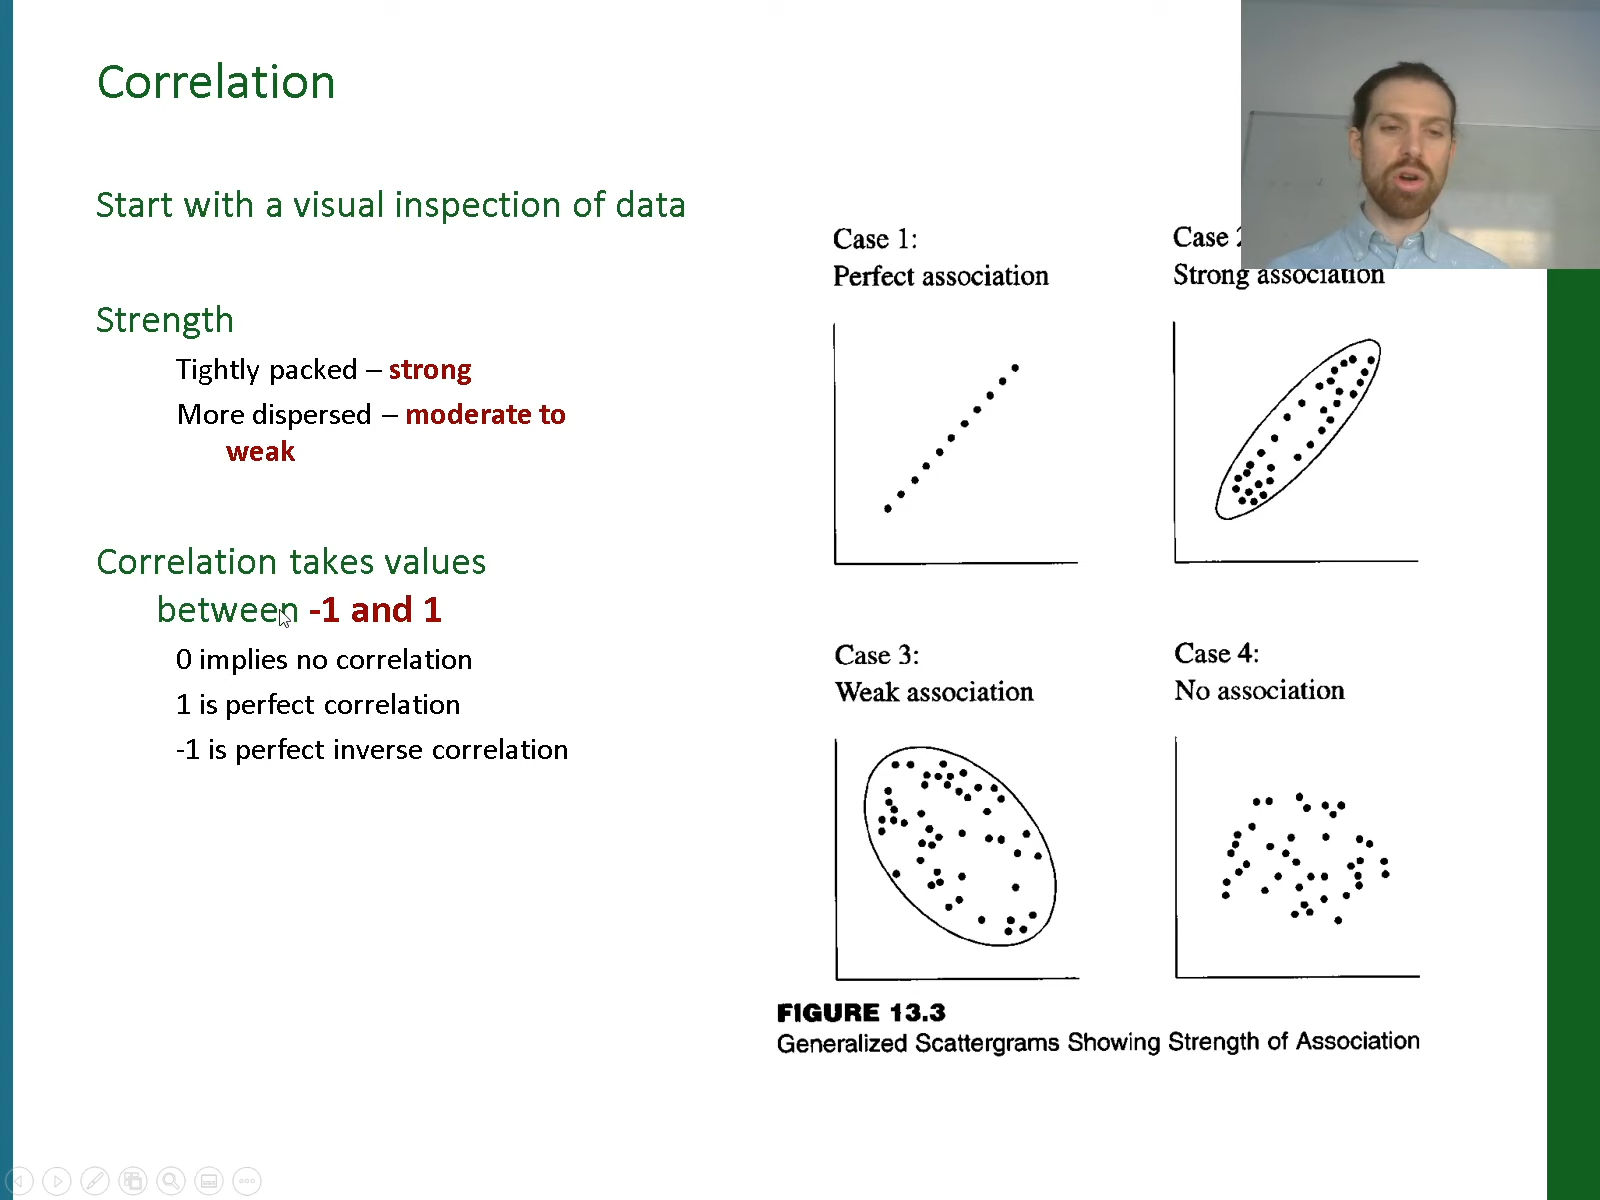 Correlation
Start with a visual inspection of data
Strength
Tightly packed – strong
More dispersed – moderate to
weak
Correlation takes values
between -1 and 1
0 implies no correlation
1 is perfect correlation
-1 is perfect inverse correlation
Case 1:
Perfect association
Case
Strong association
Case 3:
Weak association
Case 4:
No association
FIGURE 13.3
Generalized Scattergrams Showing Strength of Association